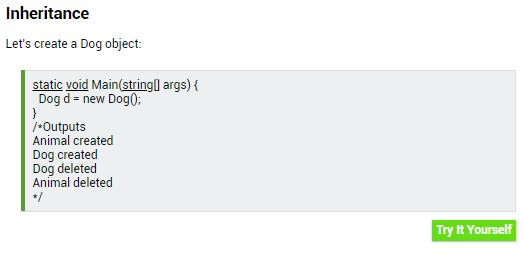 Inheritance
Let's create a Dog object:
static void Main(string[] args) {
Dog d = new Dog();
}
/*Outputs
Animal created
Dog created
Dog deleted
Animal deleted
*/
Try It Yourself